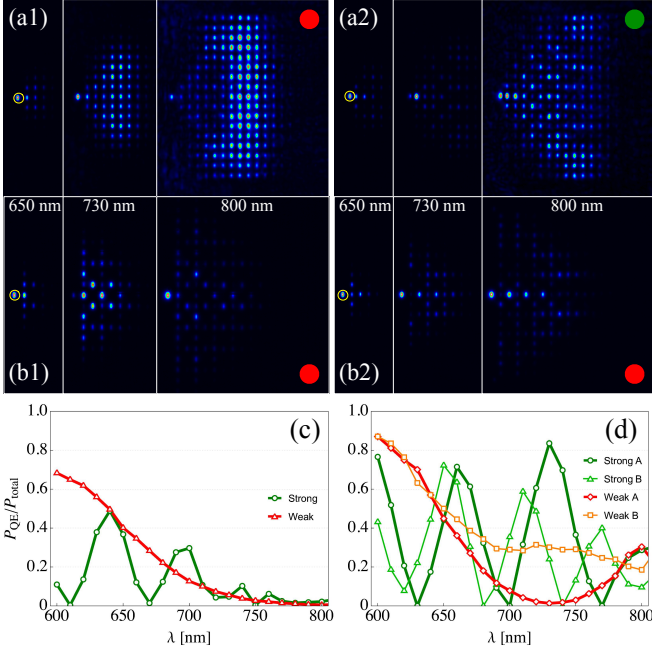 (a1)
(a2)
650 nm 730 nm 800 nm
650 nm 730 nm 800 nm
(b1)
(b2)
(c)
P_QE/P_total
1.0
0.8
0.6
0.4
0.2
0
600 650 700 750 800
λ [nm]
Strong
Weak
(d)
1.0
0.8
0.6
0.4
0.2
0
600 650 700 750 800
λ [nm]
Strong A
Strong B
Weak A
Weak B